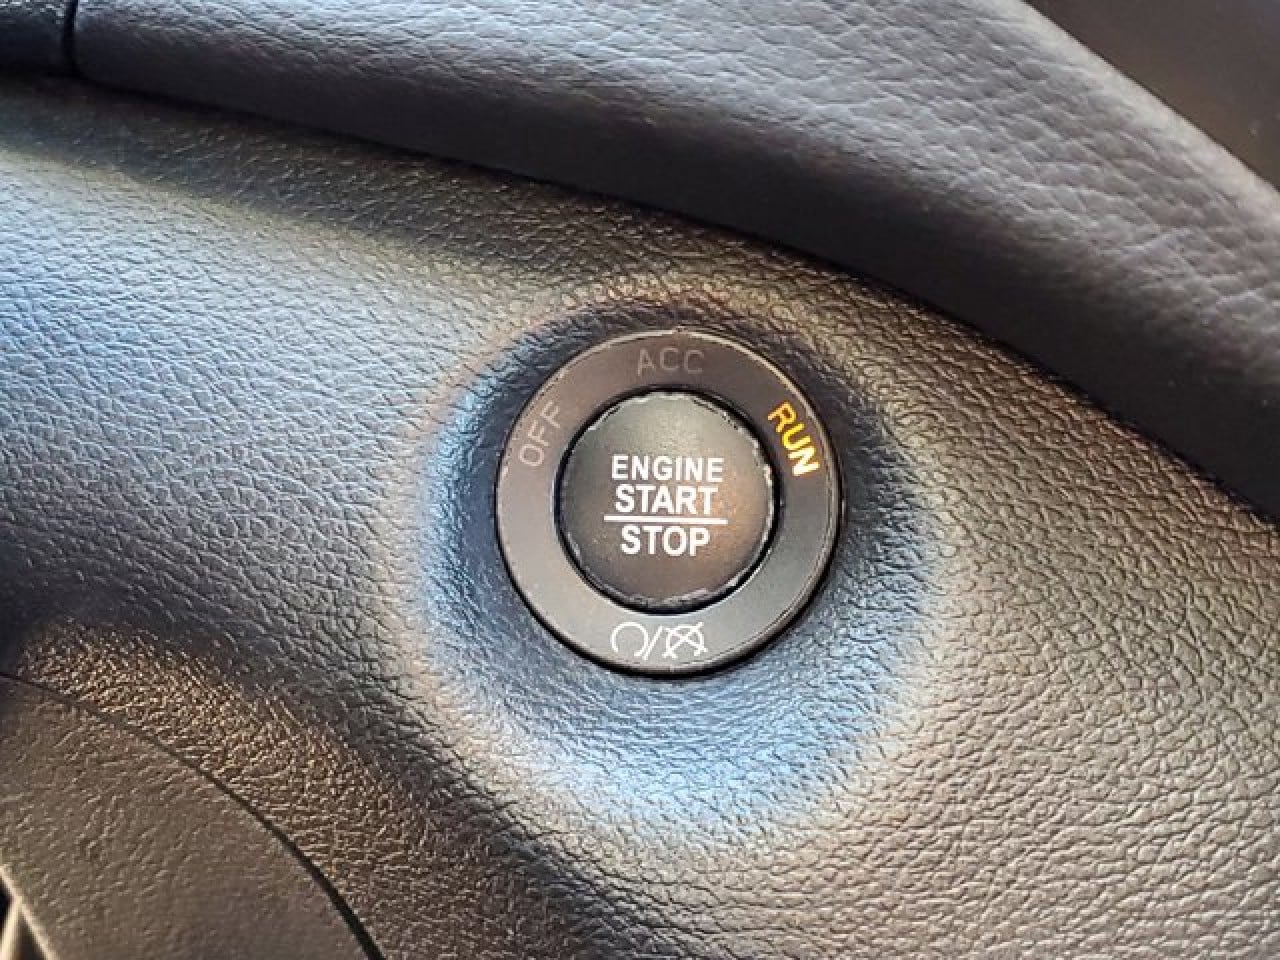 ACC
OFF
RUN
ENGINE
START
STOP